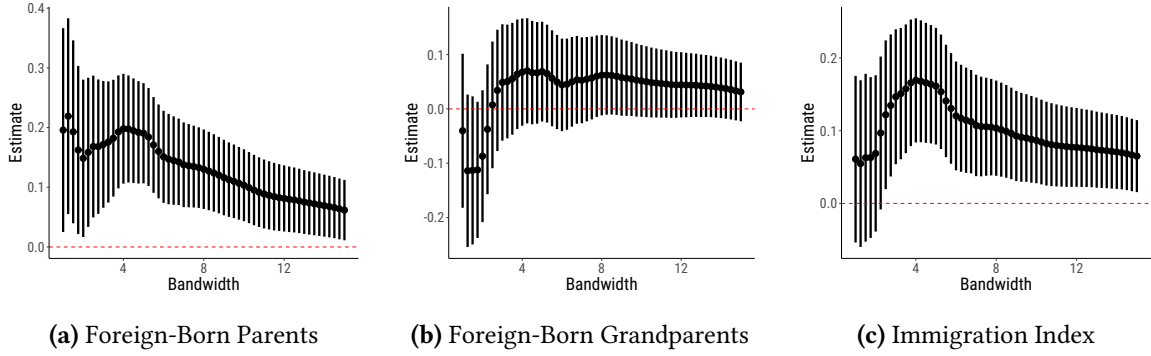 0.4
0.3
0.2
0.1
0.0
Estimate
4 8 12
Bandwidth
(a) Foreign-Born Parents
0.1
0.0
-0.1
-0.2
Estimate
4 8 12
Bandwidth
(b) Foreign-Born Grandparents
0.2
0.1
0.0
Estimate
4 8 12
Bandwidth
(c) Immigration Index